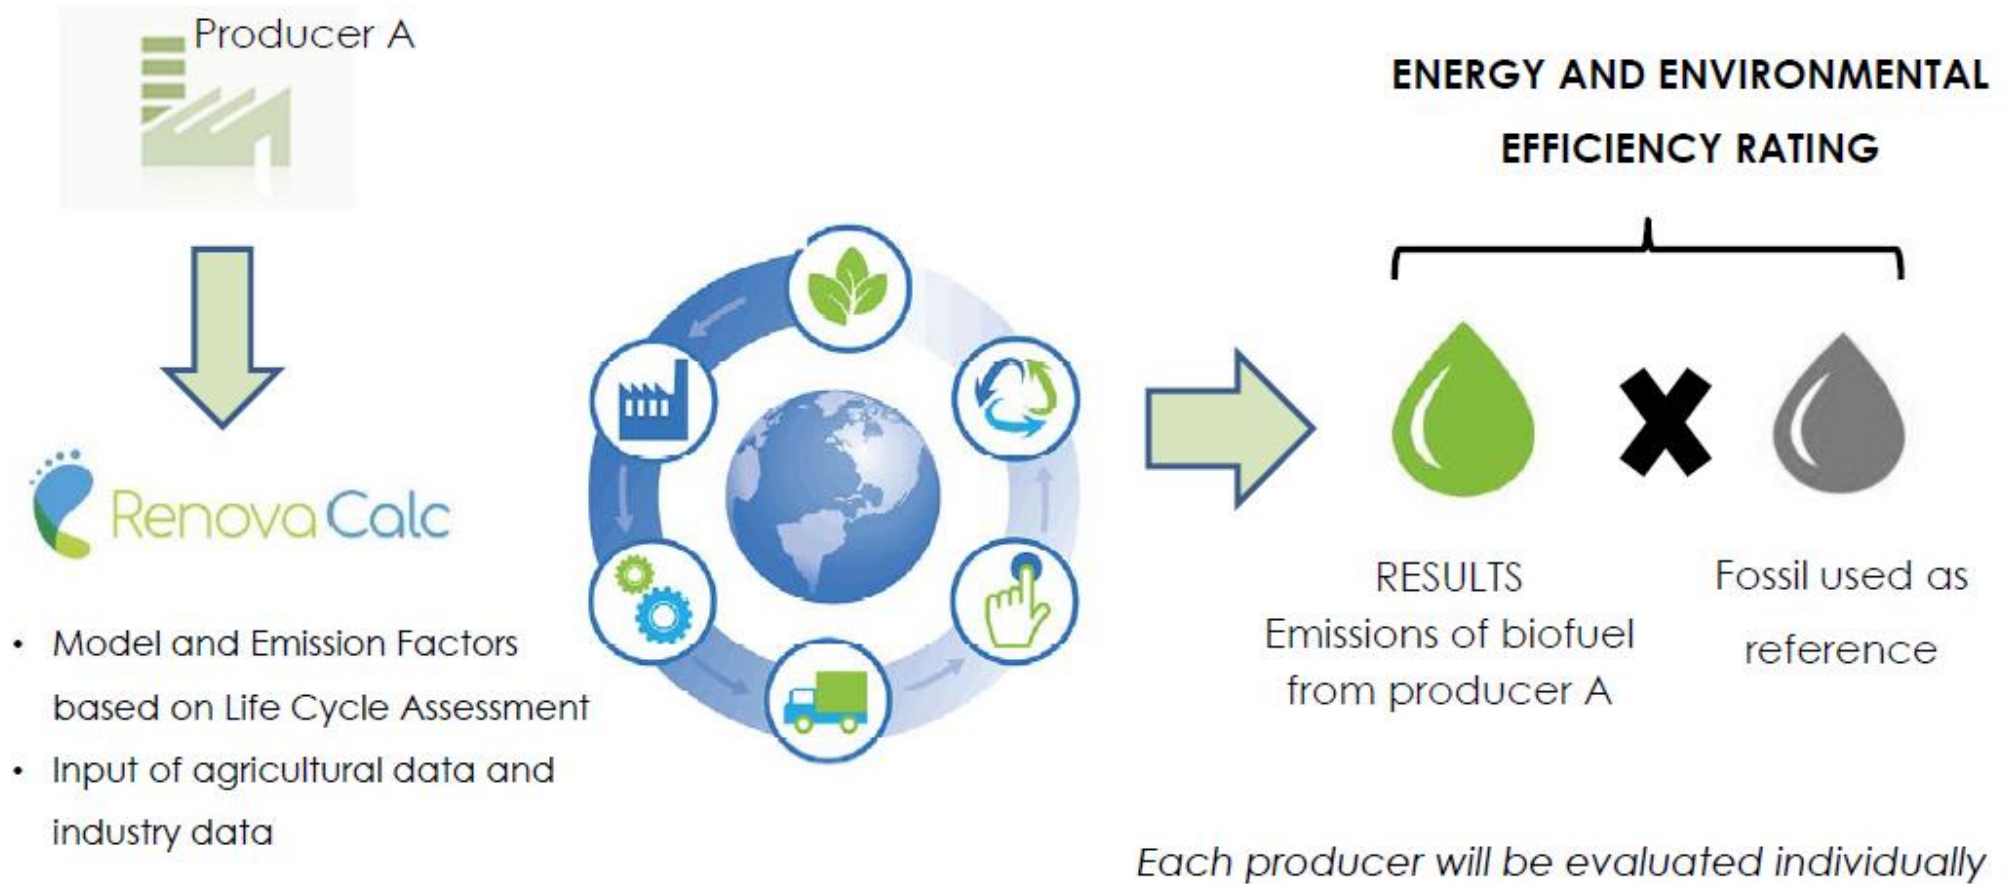 Producer A
Renova Calc
• Model and Emission Factors
based on Life Cycle Assessment
• Input of agricultural data and
industry data
ENERGY AND ENVIRONMENTAL
EFFICIENCY RATING
RESULTS
Emissions of biofuel
from producer A
Fossil used as
reference
Each producer will be evaluated individually